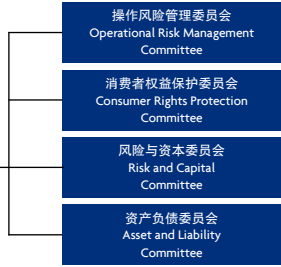 操作风险管理委员会
Operational Risk Management
Committee
消费者权益保护委员会
Consumer Rights Protection
Committee
风险与资本委员会
Risk and Capital
Committee
资产负债委员会
Asset and Liability
Committee